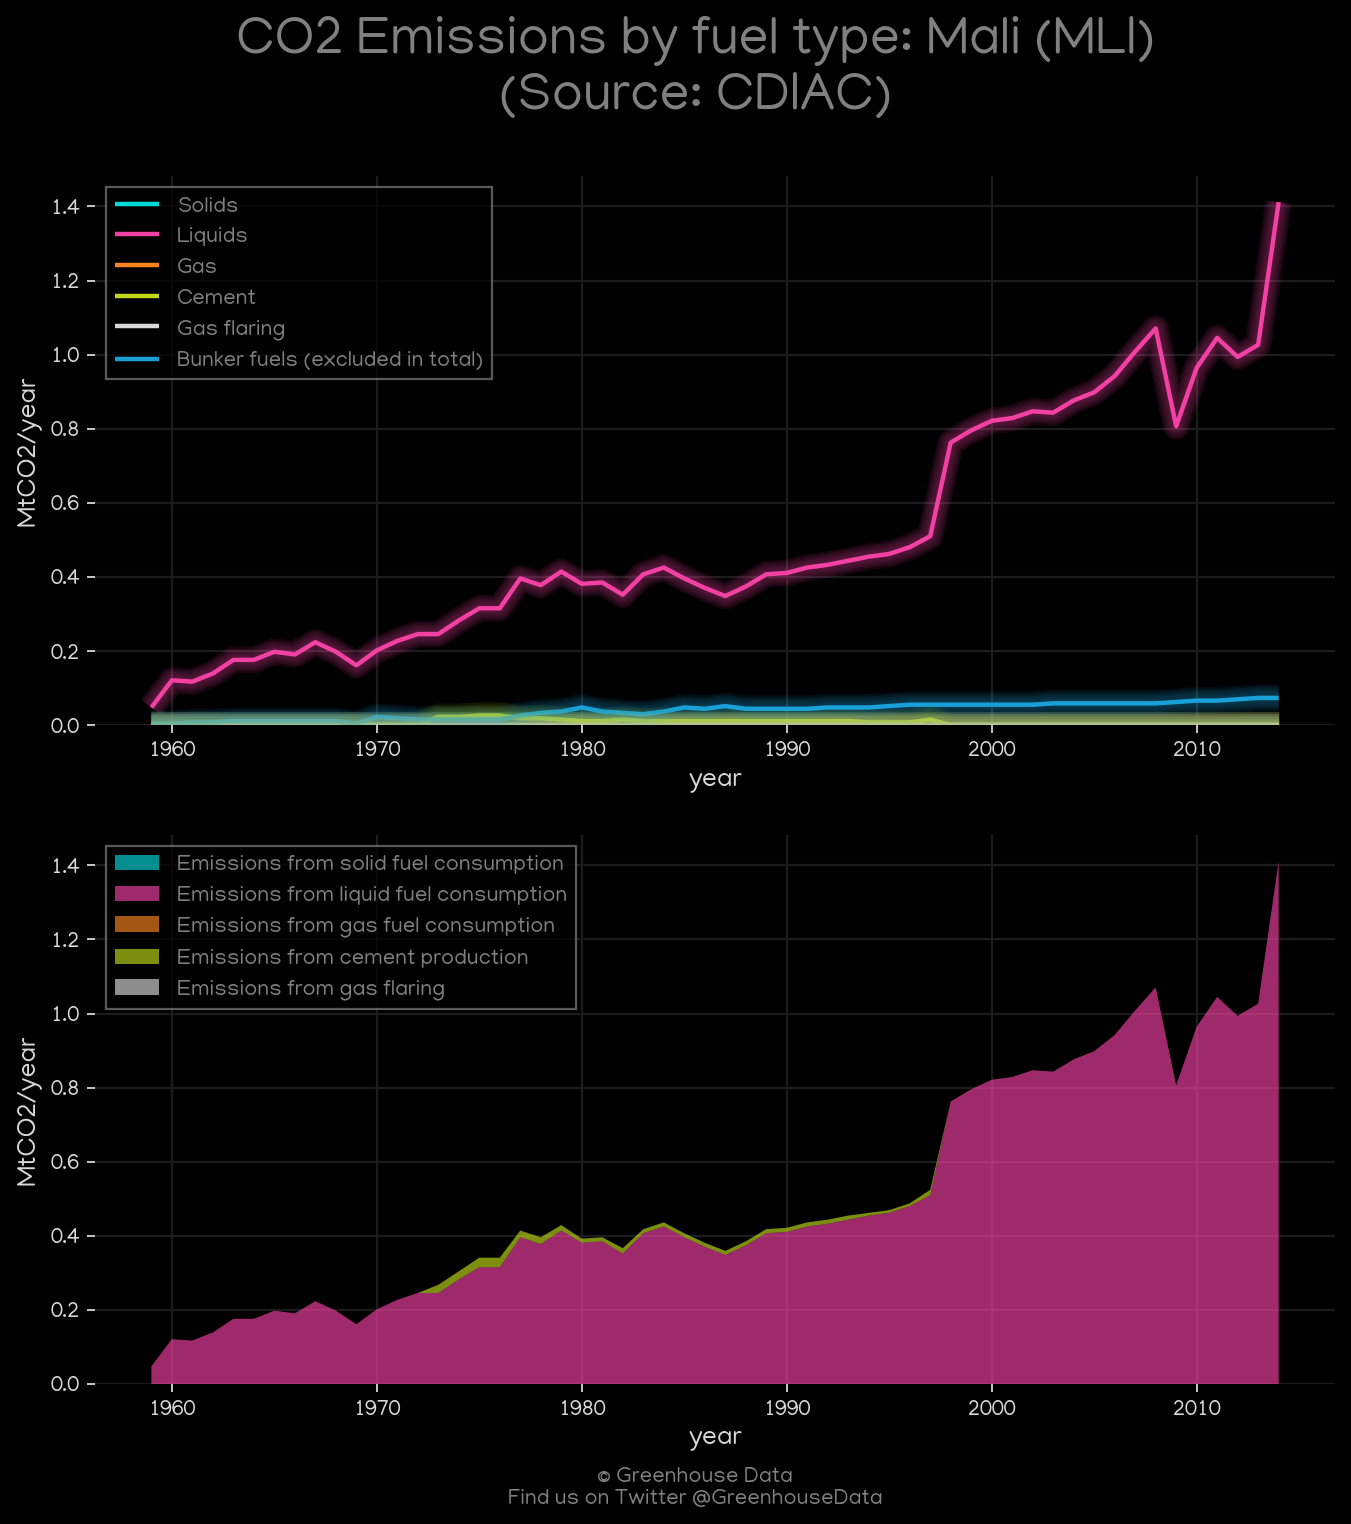 CO2 Emissions by fuel type: Mali (MLI)
(Source: CDIAC)
Solids
Liquids
Gas
Cement
Gas flaring
Bunker fuels (excluded in total)
MtCO2/year
1.4
1.2
1.0
0.8
0.6
0.4
0.2
0.0
1960 1970 1980 1990 2000 2010
year
Emissions from solid fuel consumption
Emissions from liquid fuel consumption
Emissions from gas fuel consumption
Emissions from cement production
Emissions from gas flaring
MtCO2/year
1.4
1.2
1.0
0.8
0.6
0.4
0.2
0.0
1960 1970 1980 1990 2000 2010
year
© Greenhouse Data
Find us on Twitter @GreenhouseData